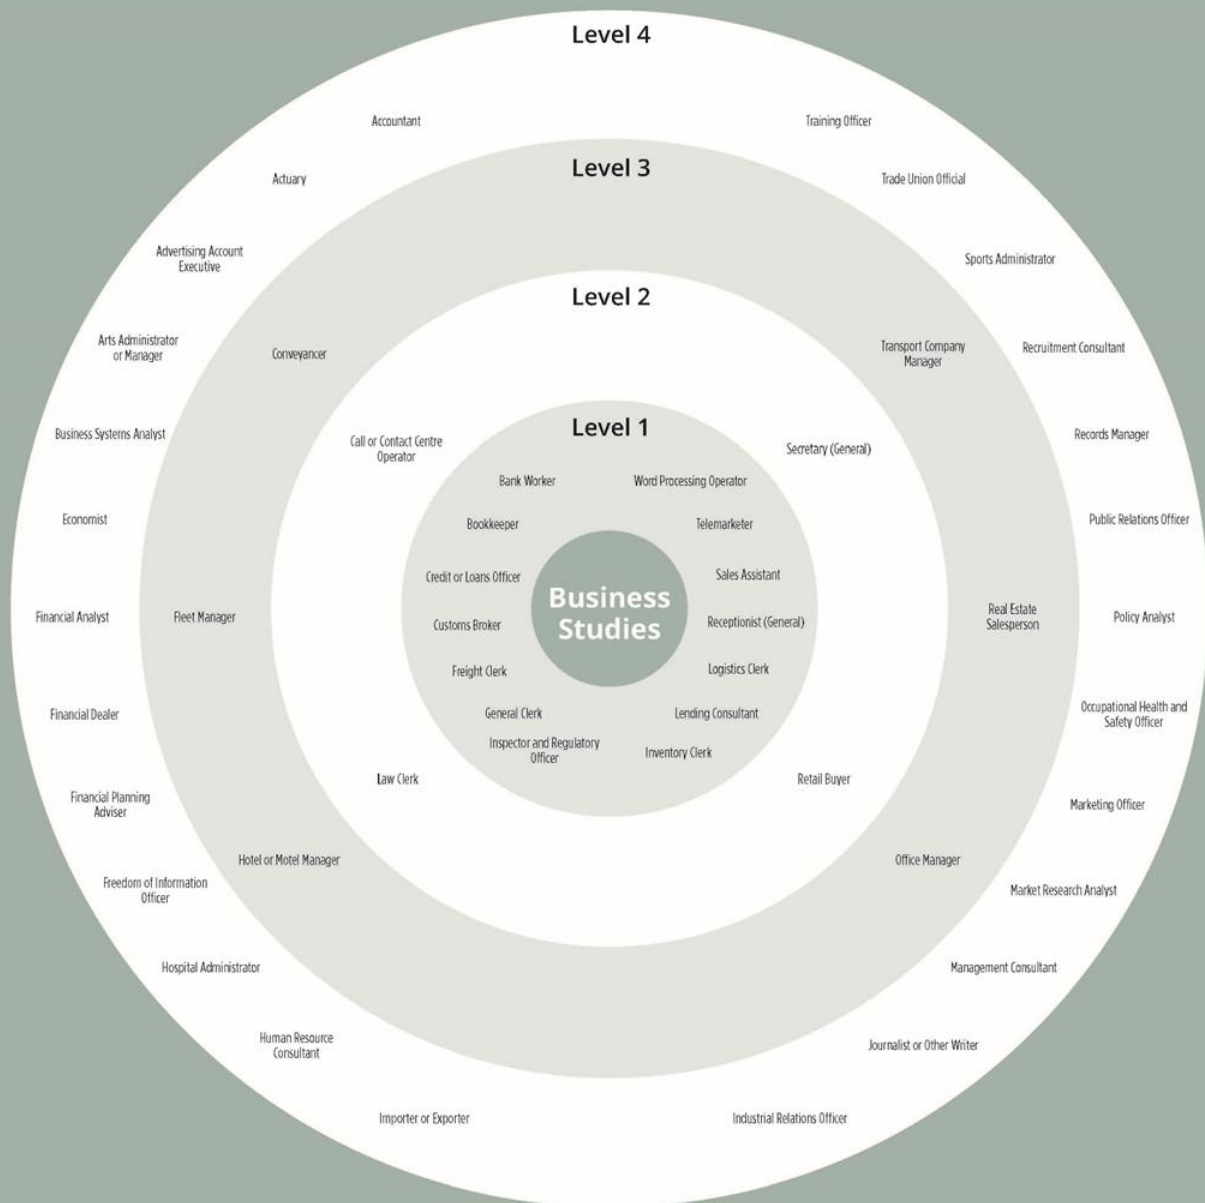 Level 4
Accountant
Training Officer
Actuary
Trade Union Official
Advertising Account
Executive
Sports Administrator
Arts Administrator
or Manager
Recruitment Consultant
Business Systems Analyst
Records Manager
Economist
Public Relations Officer
Financial Analyst
Policy Analyst
Financial Dealer
Occupational Health and
Safety Officer
Financial Planning
Adviser
Marketing Officer
Freedom of Information
Officer
Market Research Analyst
Hospital Administrator
Management Consultant
Human Resource
Consultant
Journalist or Other Writer
Importer or Exporter
Industrial Relations Officer
Level 3
Conveyancer
Transport Company
Manager
Fleet Manager
Real Estate
Salesperson
Hotel or Motel Manager
Office Manager
Level 2
Call or Contact Centre
Operator
Secretary (General)
Law Clerk
Retail Buyer
Level 1
Bank Worker
Word Processing Operator
Bookkeeper
Telemarketer
Credit or Loans Officer
Sales Assistant
Customs Broker
Receptionist (General)
Freight Clerk
Logistics Clerk
General Clerk
Lending Consultant
Inspector and Regulatory
Officer
Inventory Clerk
Business
Studies